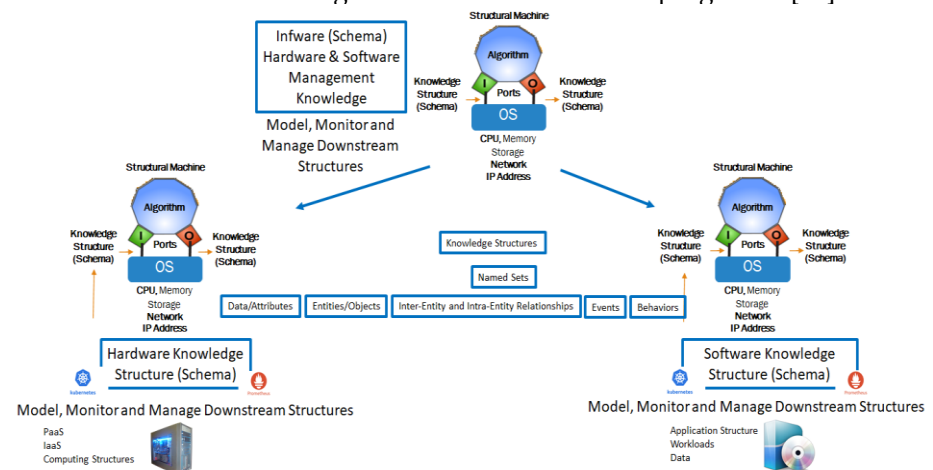 Structural Machine
Infware (Schema)
Hardware & Software
Management
Knowledge
Model, Monitor and
Manage Downstream
Structures
Algorithm
I
O
Ports
OS
Knowledge
Structure
(Schema)
Knowledge
Structure
(Schema)
CPU, Memory
Storage
Network
IP Address
Structural Machine
Algorithm
I
O
Ports
OS
Knowledge
Structure
(Schema)
Knowledge
Structure
(Schema)
CPU, Memory
Storage
Network
IP Address
Knowledge Structures
Named Sets
Data/Attributes
Entities/Objects
Inter-Entity and Intra-Entity Relationships
Events
Behaviors
Structural Machine
Algorithm
I
O
Ports
OS
Knowledge
Structure
(Schema)
Knowledge
Structure
(Schema)
CPU, Memory
Storage
Network
IP Address
Hardware Knowledge
Structure (Schema)
kubernetes
Prometheus
Model, Monitor and Manage Downstream Structures
PaaS
IaaS
Computing Structures
Software Knowledge
Structure (Schema)
kubernetes
Prometheus
Model, Monitor and Manage Downstream Structures
Application Structure
Workloads
Data